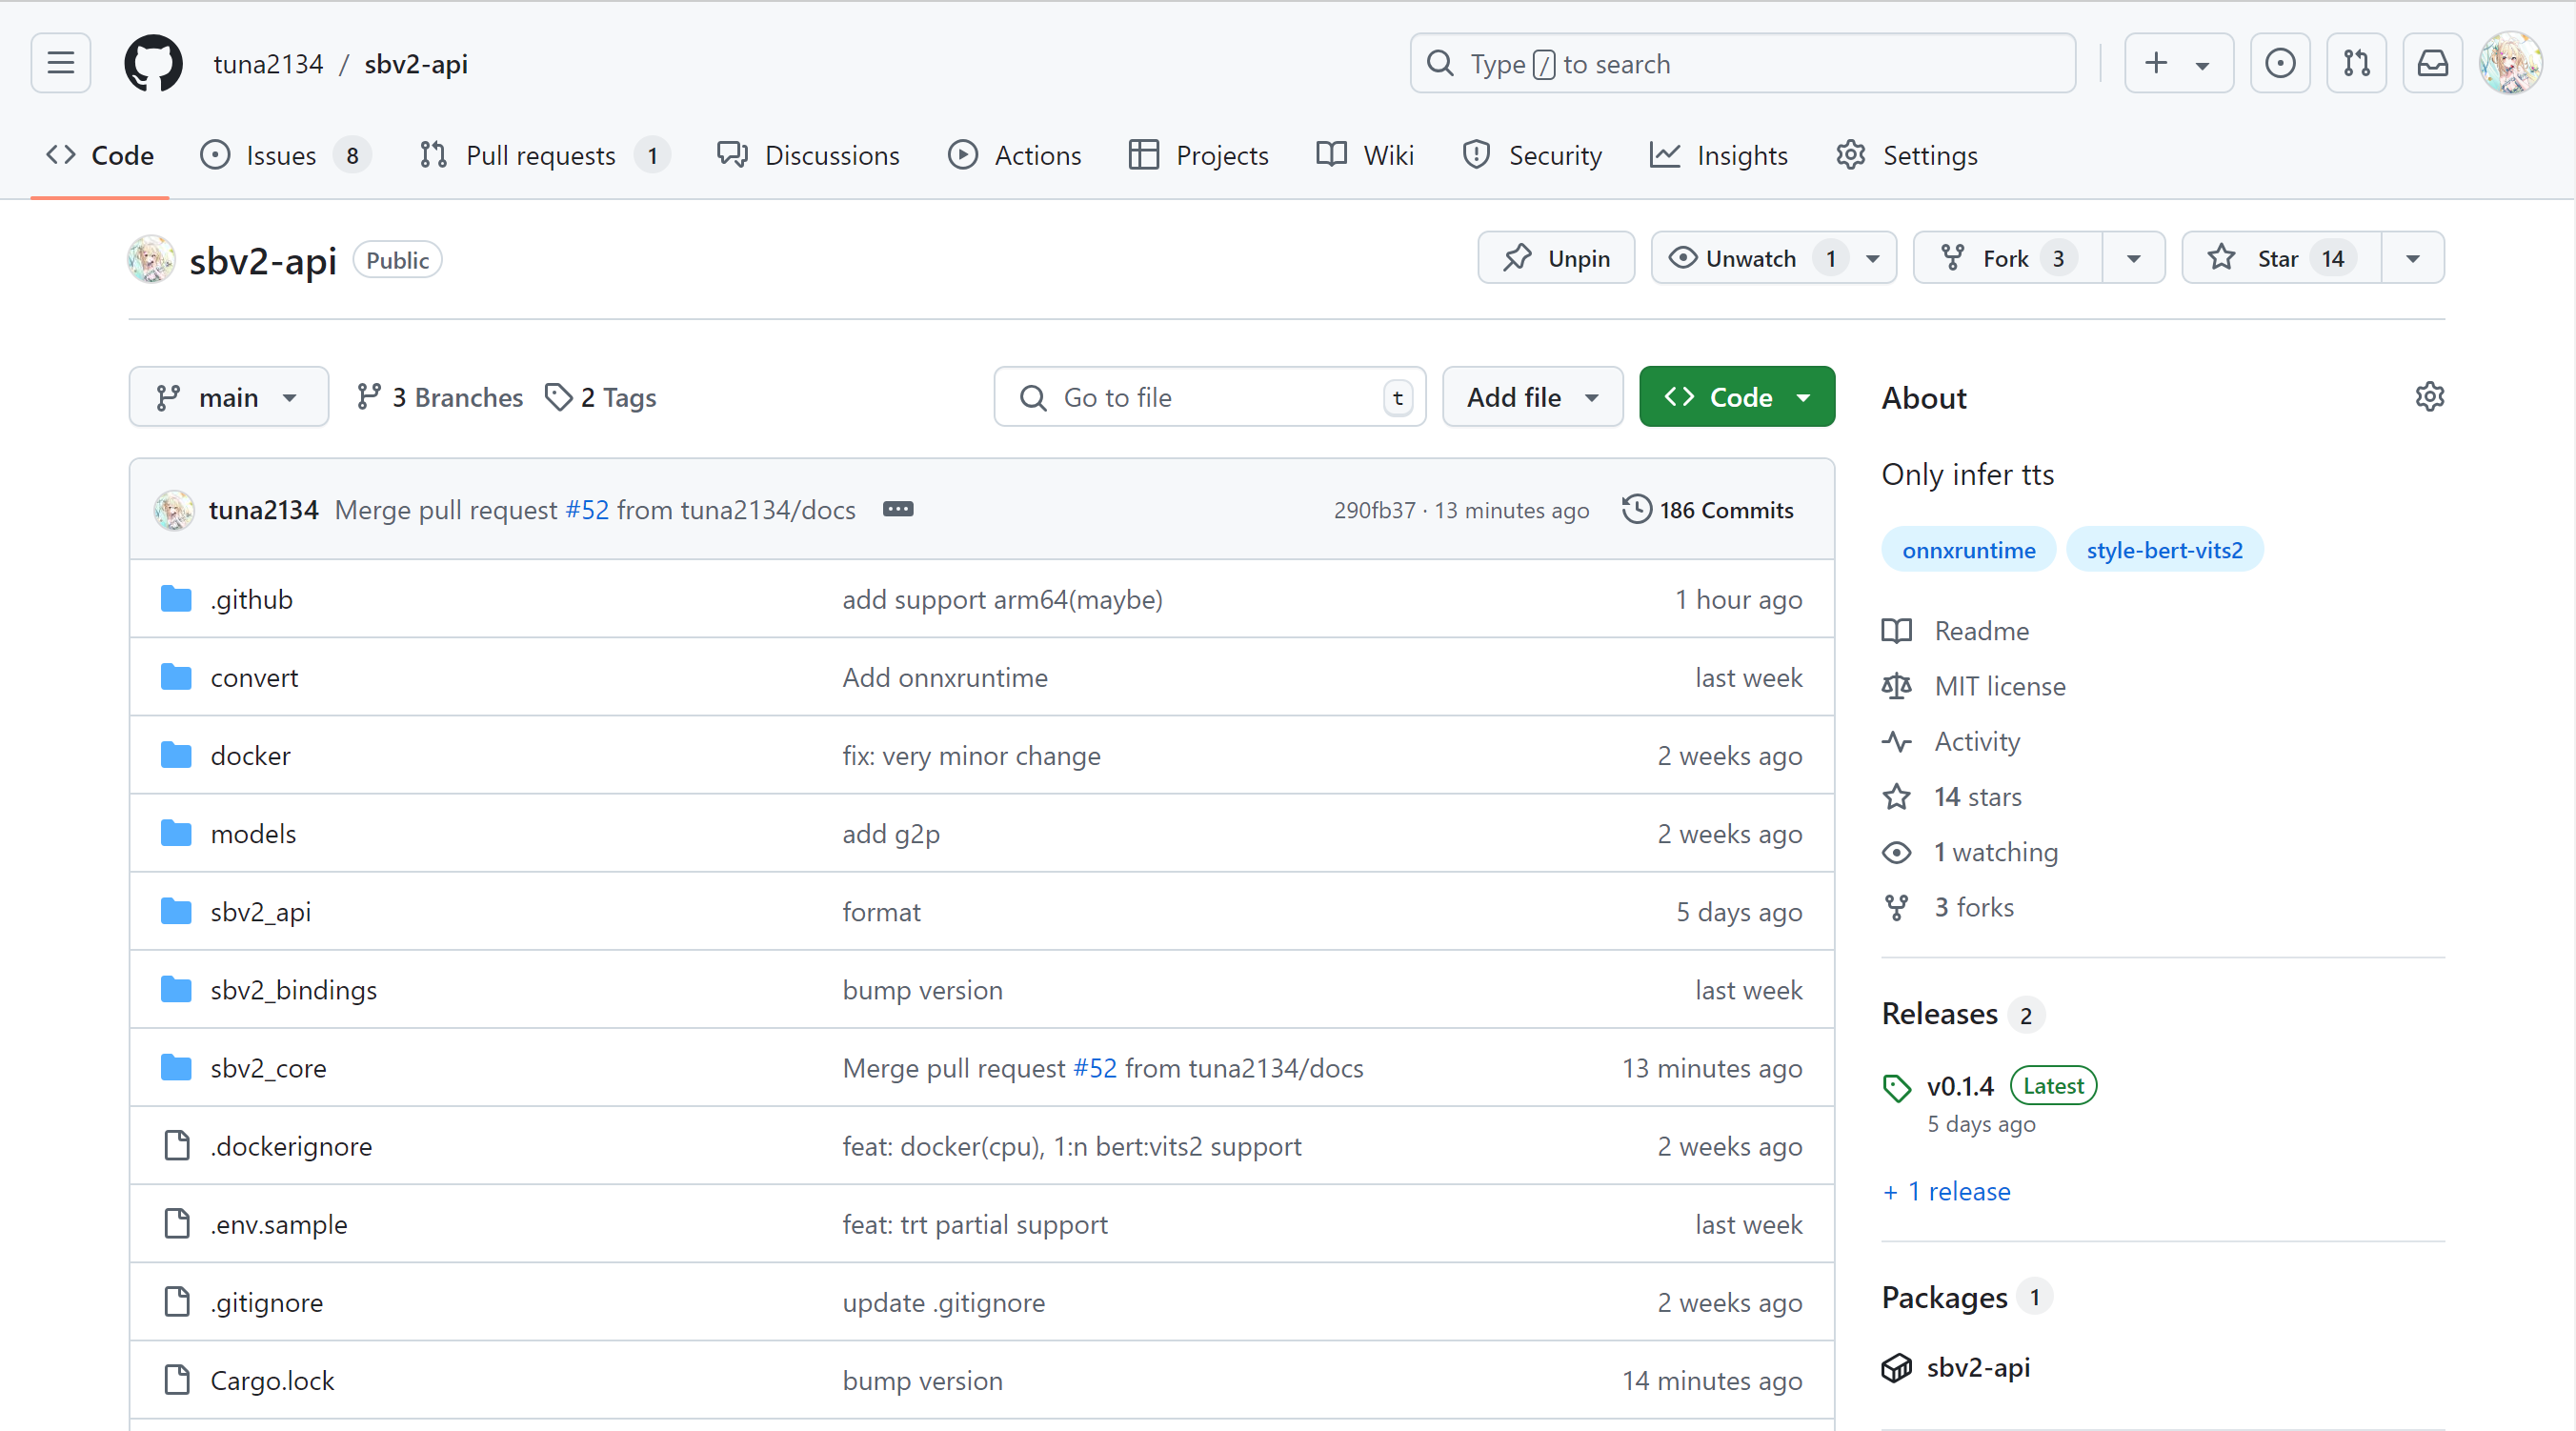 tuna2134 / sbv2-api
Type / to search
Code
Issues 8
Pull requests 1
Discussions
Actions
Projects
Wiki
Security
Insights
Settings
sbv2-api Public
Unpin
Unwatch 1
Fork 3
Star 14
main
3 Branches
2 Tags
Go to file t
Add file
Code
tuna2134 Merge pull request #52 from tuna2134/docs
290fb37 · 13 minutes ago
186 Commits
.github add support arm64(maybe) 1 hour ago
convert Add onnxruntime last week
docker fix: very minor change 2 weeks ago
models add g2p 2 weeks ago
sbv2_api format 5 days ago
sbv2_bindings bump version last week
sbv2_core Merge pull request #52 from tuna2134/docs 13 minutes ago
.dockerignore feat: docker(cpu), 1:n bert:vits2 support 2 weeks ago
.env.sample feat: trt partial support last week
.gitignore update .gitignore 2 weeks ago
Cargo.lock bump version 14 minutes ago
About
Only infer tts
onnxruntime style-bert-vits2
Readme
MIT license
Activity
14 stars
1 watching
3 forks
Releases 2
v0.1.4 Latest
5 days ago
+ 1 release
Packages 1
sbv2-api